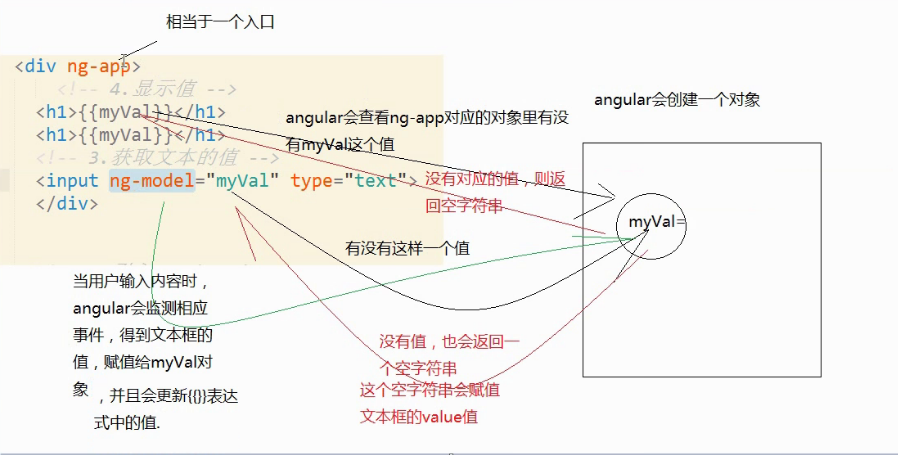 相当于一个入口
<div ng-app>
<!-- 4.显示值 -->
<h1>{{myVal}}</h1>
<h1>{{myVal}}</h1>
<!-- 3.获取文本的值 -->
<input ng-model="myVal" type="text">
</div>
angular会查看ng-app对应的对象里有没
有myVal这个值
angular会创建一个对象
没有对应的值，则返
回空字符串
myVal=
有没有这样一个值
当用户输入内容时，
angular会监测相应
事件，得到文本框的
值，赋值给myVal对
象
，并且会更新{{}}表达
式中的值.
没有值，也会返回一
个空字符串
这个空字符串会赋值
文本框的value值